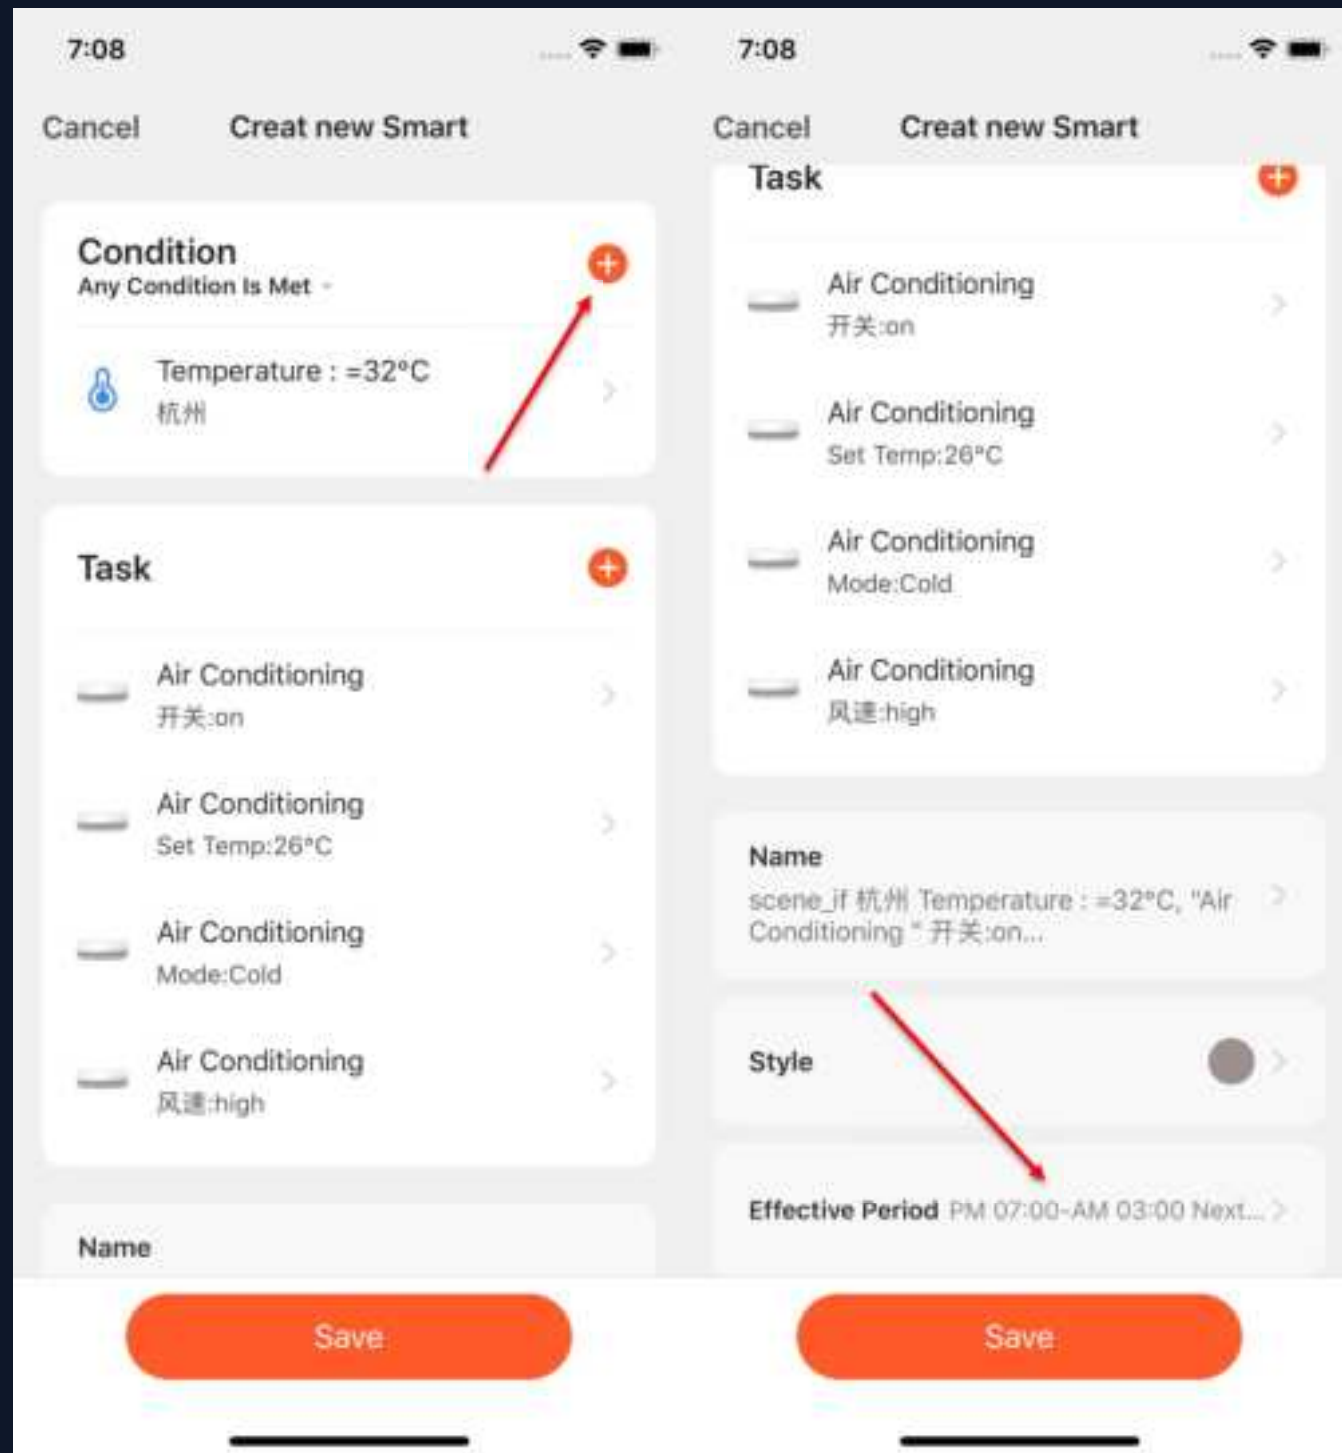 7:08
Cancel
Creat new Smart
Condition
Any Condition Is Met
Temperature : =32°C
杭州
Task
Air Conditioning
开关:on
Air Conditioning
Set Temp:26°C
Air Conditioning
Mode:Cold
Air Conditioning
风速:high
Name
Save
7:08
Cancel
Creat new Smart
Task
Air Conditioning
开关:on
Air Conditioning
Set Temp:26°C
Air Conditioning
Mode:Cold
Air Conditioning
风速:high
Name
scene_if 杭州 Temperature : =32°C, "Air
Conditioning " 开关:on...
Style
Effective Period PM 07:00-AM 03:00 Next...
Save